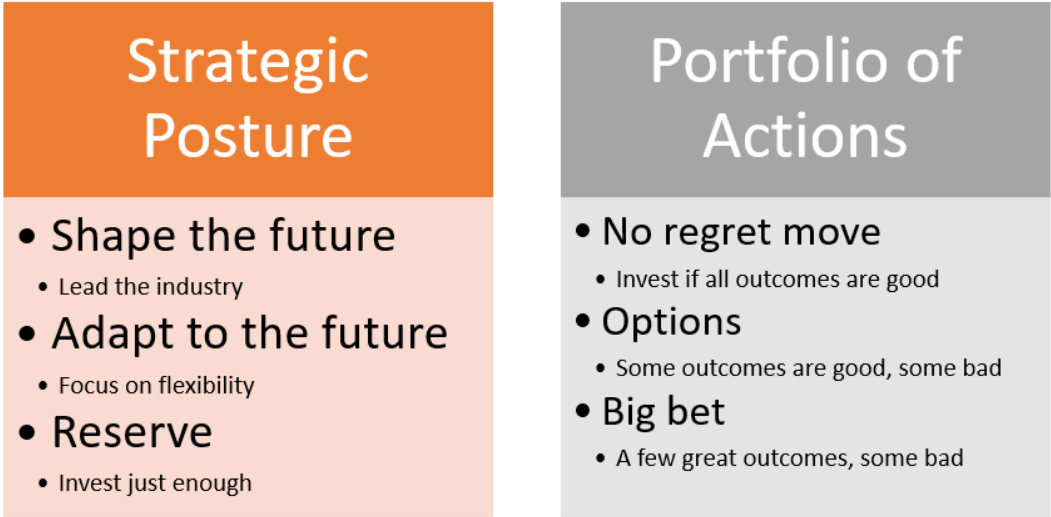 Strategic
Posture
• Shape the future
• Lead the industry
• Adapt to the future
• Focus on flexibility
• Reserve
• Invest just enough
Portfolio of
Actions
• No regret move
• Invest if all outcomes are good
• Options
• Some outcomes are good, some bad
• Big bet
• A few great outcomes, some bad